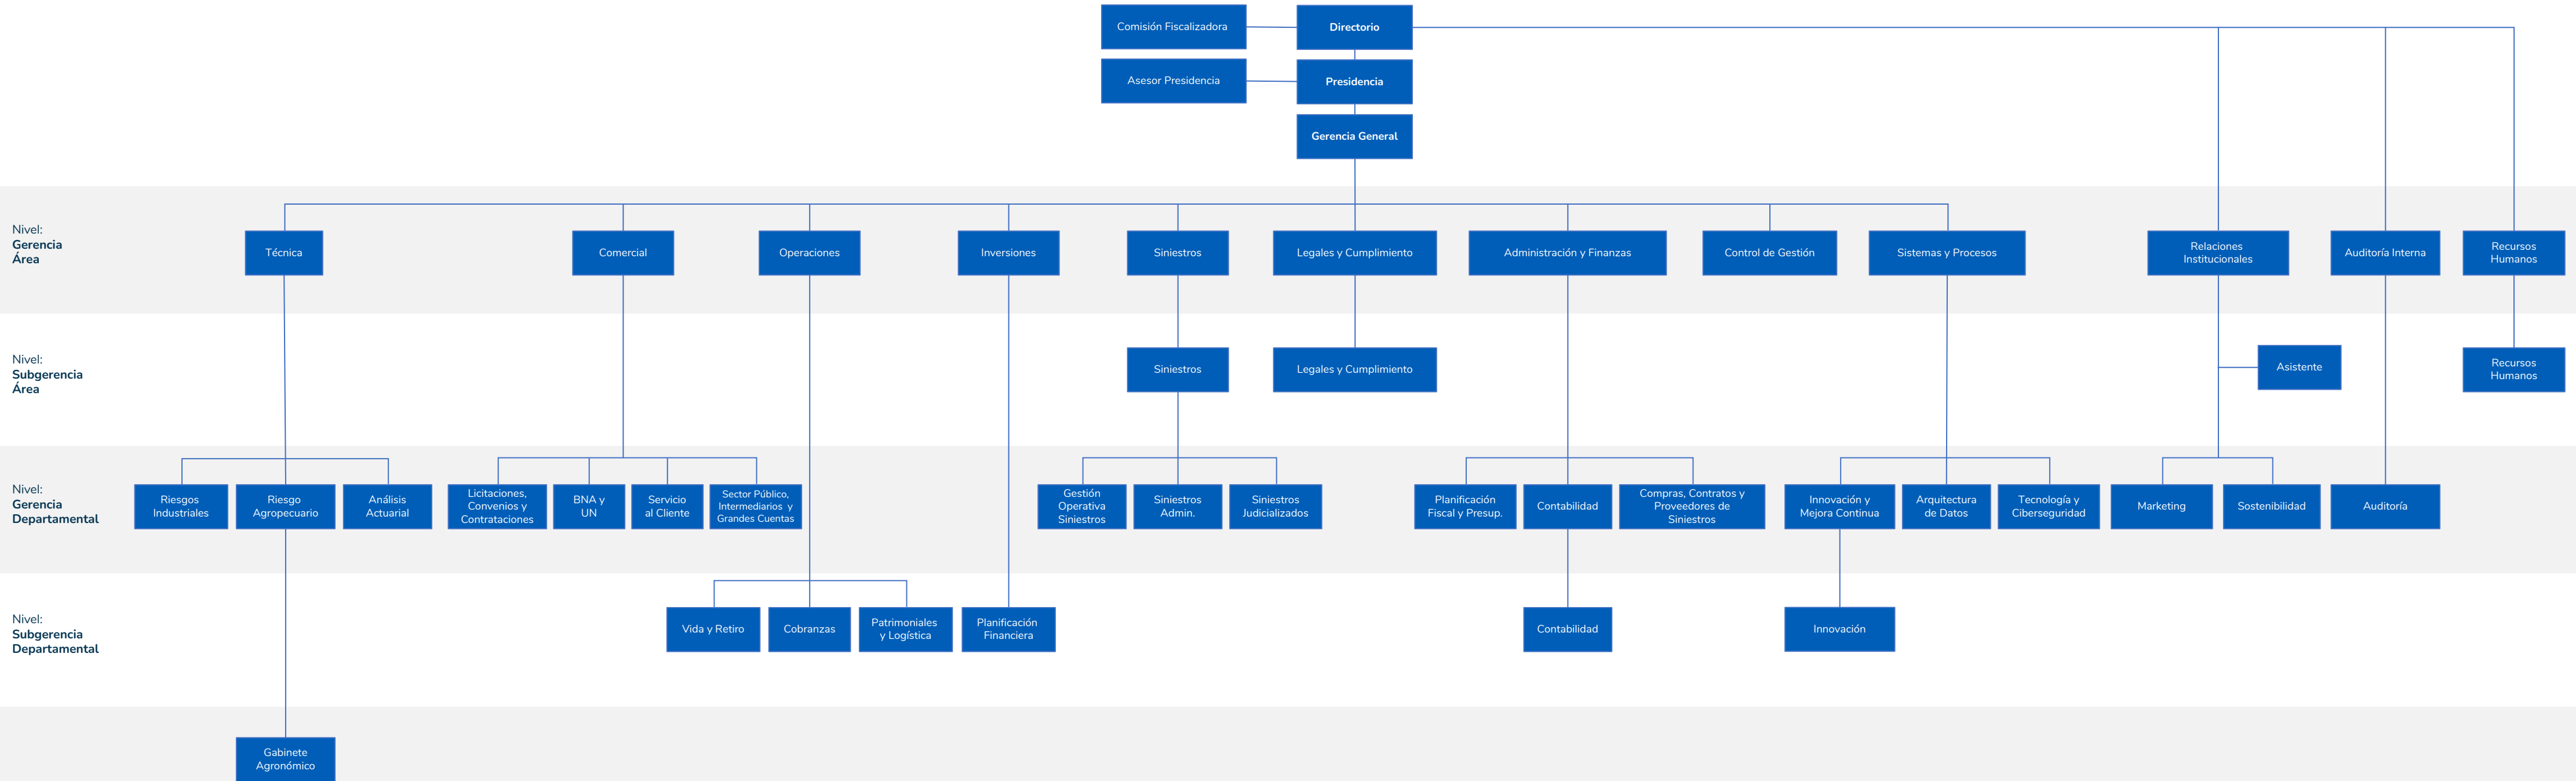 Comisión Fiscalizadora
Directorio
Asesor Presidencia
Presidencia
Gerencia General
Nivel:
Gerencia
Área
Técnica
Comercial
Operaciones
Inversiones
Siniestros
Legales y Cumplimiento
Administración y Finanzas
Control de Gestión
Sistemas y Procesos
Relaciones
Institucionales
Auditoría Interna
Recursos
Humanos
Nivel:
Subgerencia
Área
Siniestros
Legales y Cumplimiento
Asistente
Recursos
Humanos
Nivel:
Gerencia
Departamental
Riesgos
Industriales
Riesgo
Agropecuario
Análisis
Actuarial
Licitaciones,
Convenios y
Contrataciones
BNA y
UN
Servicio
al Cliente
Sector Público,
Intermediarios y
Grandes Cuentas
Gestión
Operativa
Siniestros
Siniestros
Admin.
Siniestros
Judicializados
Planificación
Fiscal y Presup.
Contabilidad
Compras, Contratos y
Proveedores de
Siniestros
Innovación y
Mejora Continua
Arquitectura
de Datos
Tecnología y
Ciberseguridad
Marketing
Sostenibilidad
Auditoría
Nivel:
Subgerencia
Departamental
Vida y Retiro
Cobranzas
Patrimoniales
y Logística
Planificación
Financiera
Contabilidad
Innovación
Gabinete
Agronómico